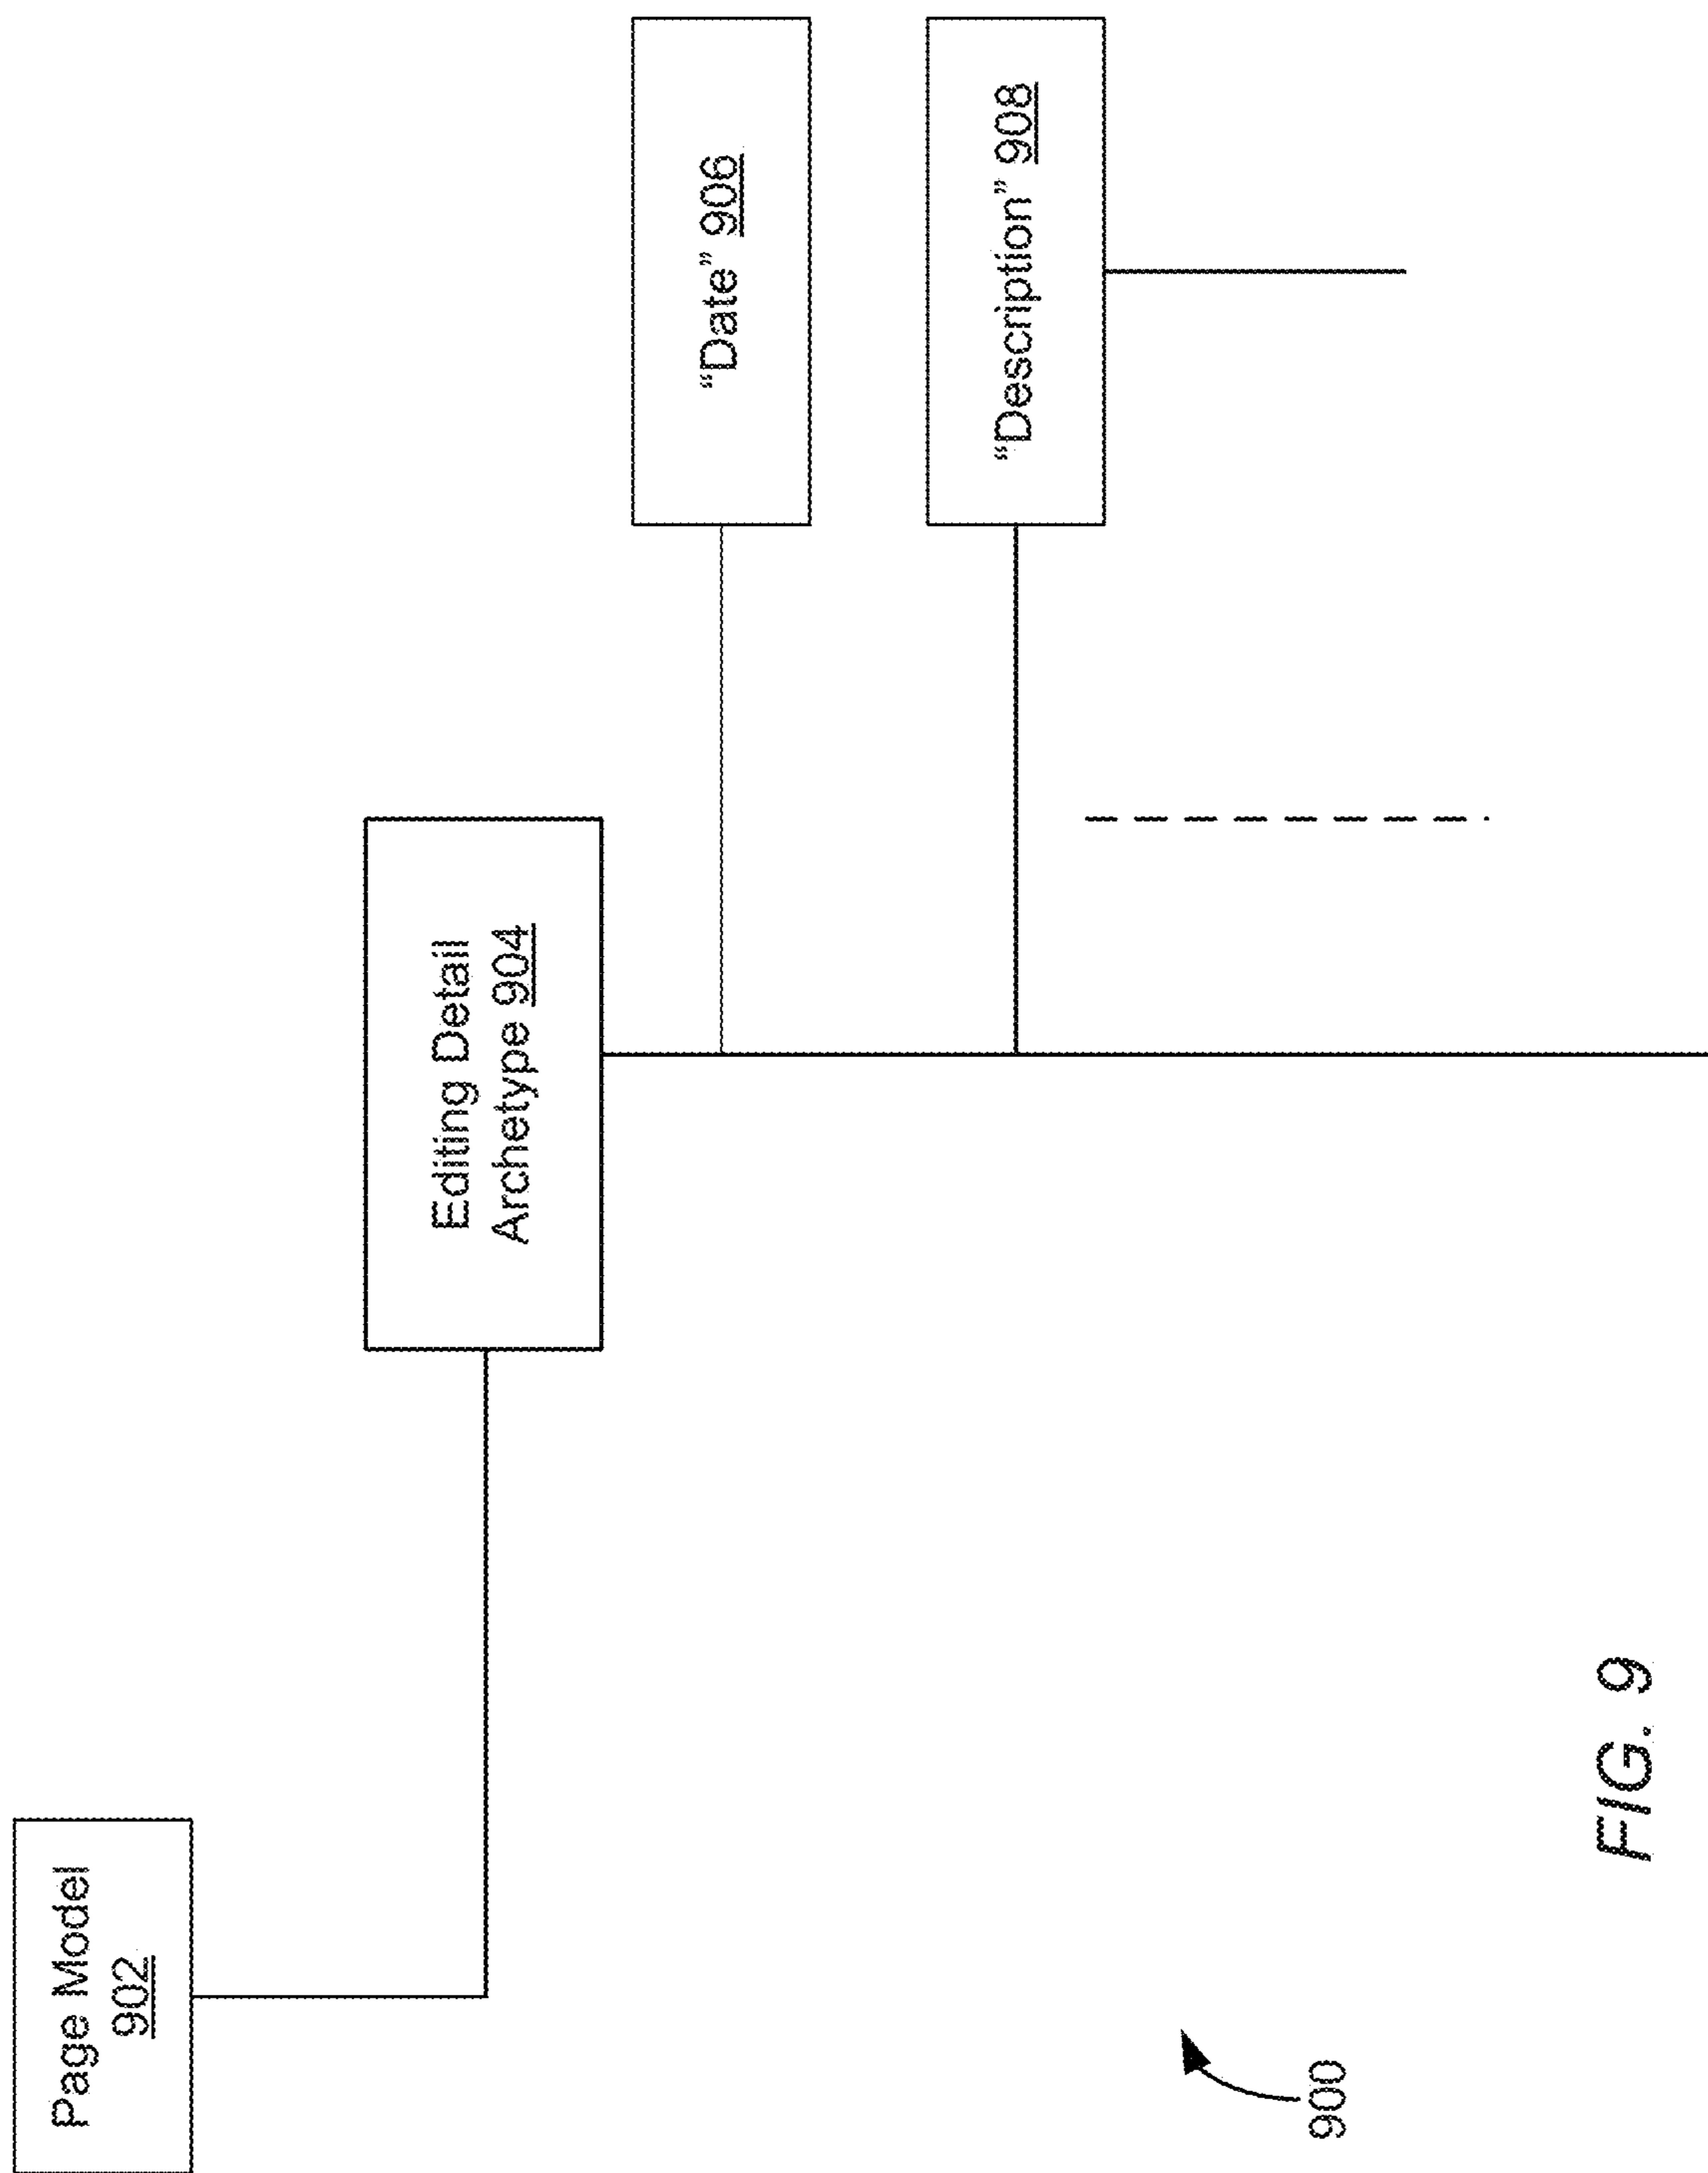 Page Model
902
Editing Detail
Archetype 904
“Date” 906
“Description” 908
900
FIG. 9